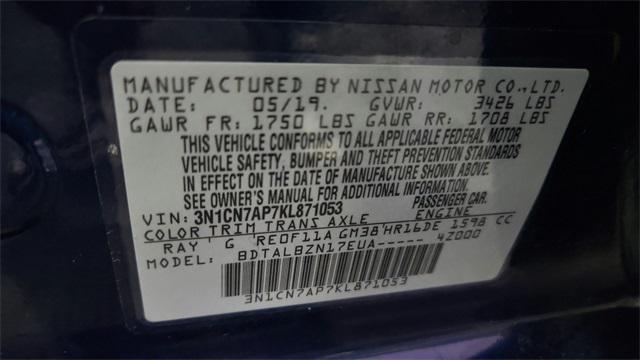 MANUFACTURED BY NISSAN MOTOR CO.,LTD.
DATE: 05/19. GVWR: 3426 LBS
GAWR FR: 1750 LBS GAWR RR: 1708 LBS
THIS VEHICLE CONFORMS TO ALL APPLICABLE FEDERAL MOTOR
VEHICLE SAFETY, BUMPER AND THEFT PREVENTION STANDARDS
IN EFFECT ON THE DATE OF MANUFACTURE SHOWN ABOVE.
SEE OWNER'S MANUAL FOR ADDITIONAL INFORMATION.
VIN: 3N1CN7AP7KL871053 PASSENGER CAR.
COLOR TRIM TRANS AXLE ENGINE
RAY G RE0F11A GM38 HR16DE 1598 CC
MODEL: BDTALBZN17EUA----- 4Z000
3N1CN7AP7KL871053